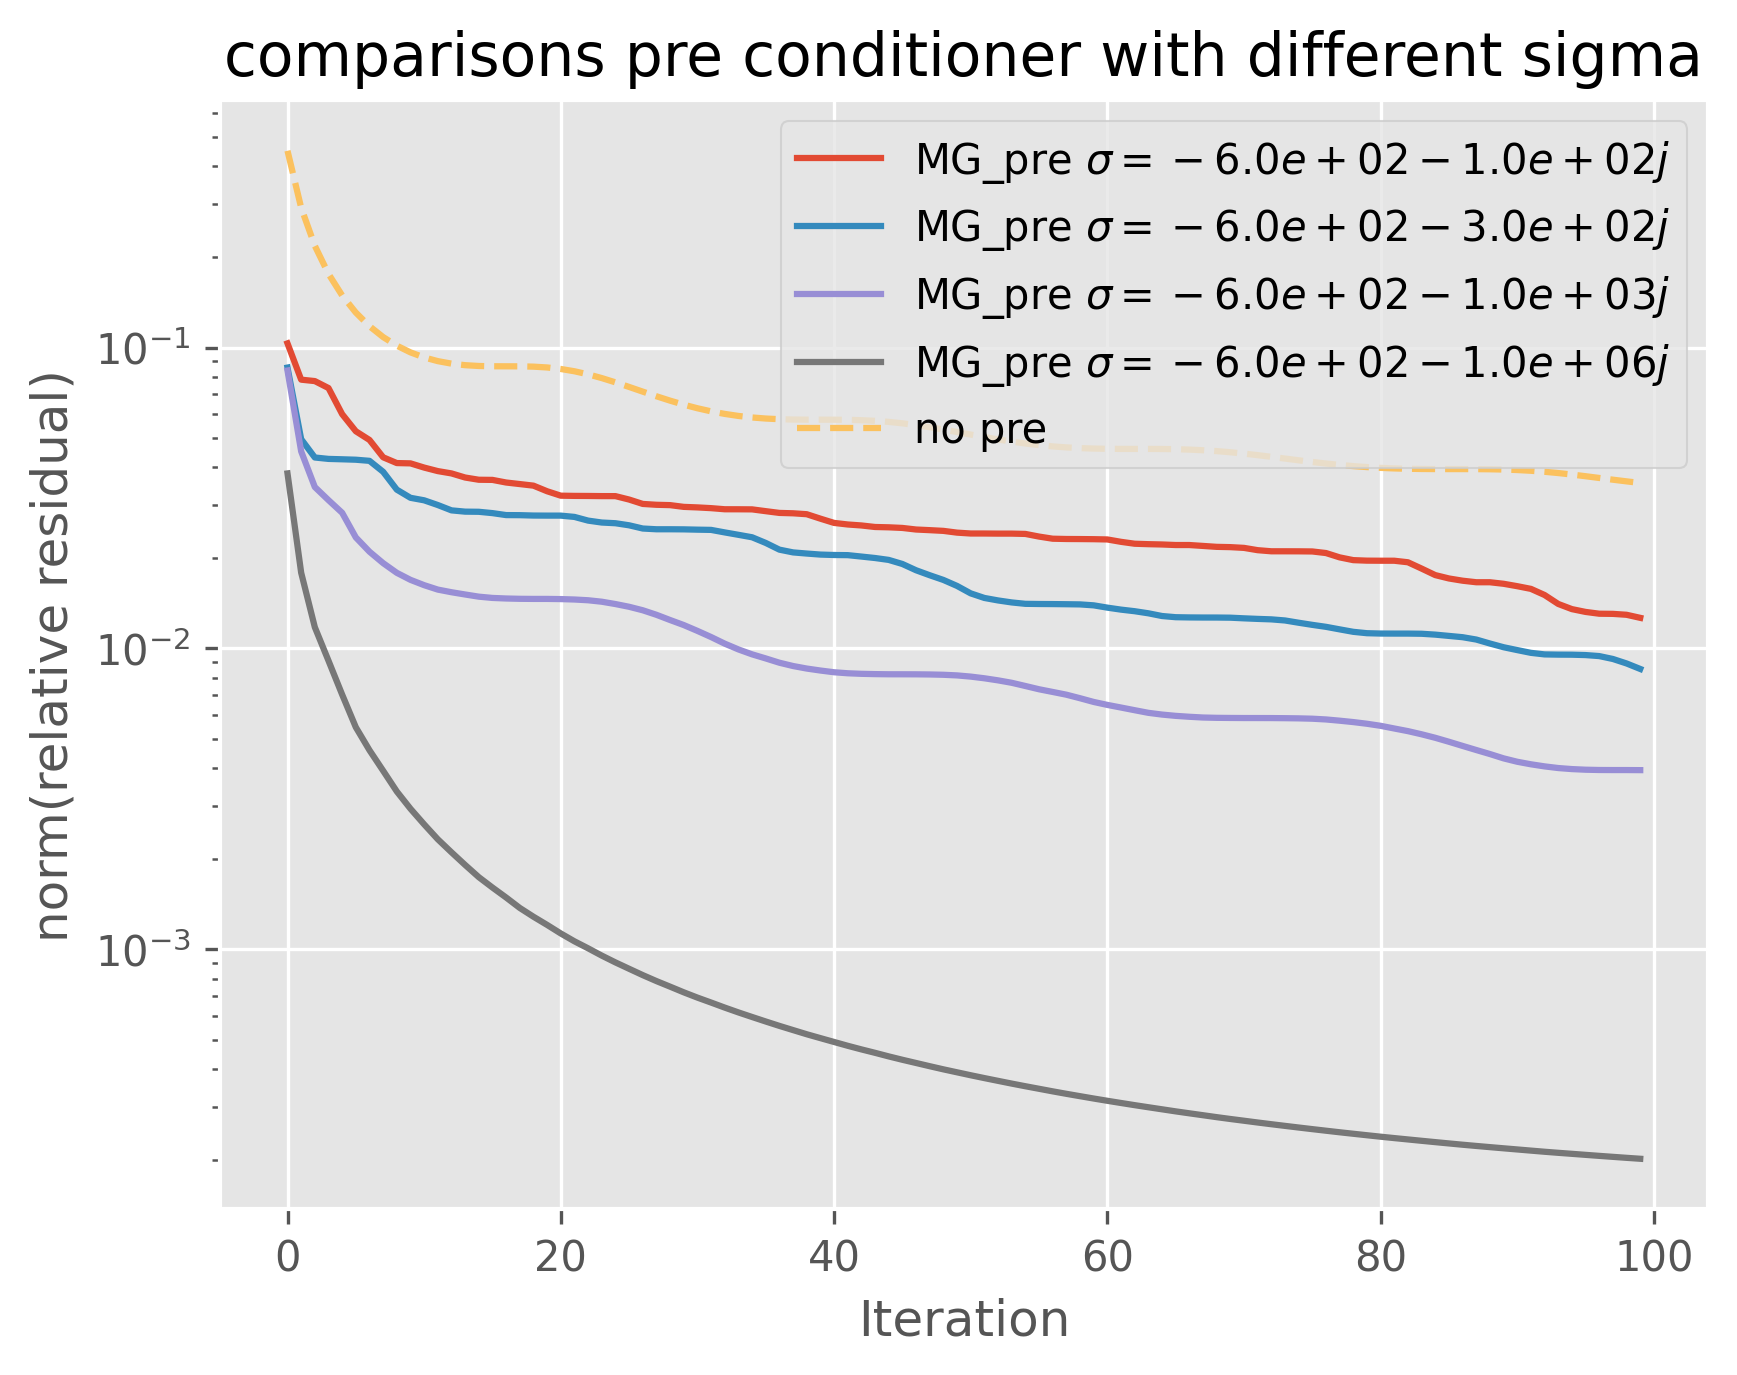 comparisons pre conditioner with different sigma
MG_pre σ = −6.0e + 02 − 1.0e + 02j
MG_pre σ = −6.0e + 02 − 3.0e + 02j
MG_pre σ = −6.0e + 02 − 1.0e + 03j
MG_pre σ = −6.0e + 02 − 1.0e + 06j
no pre
norm(relative residual)
10⁻¹
10⁻²
10⁻³
0 20 40 60 80 100
Iteration